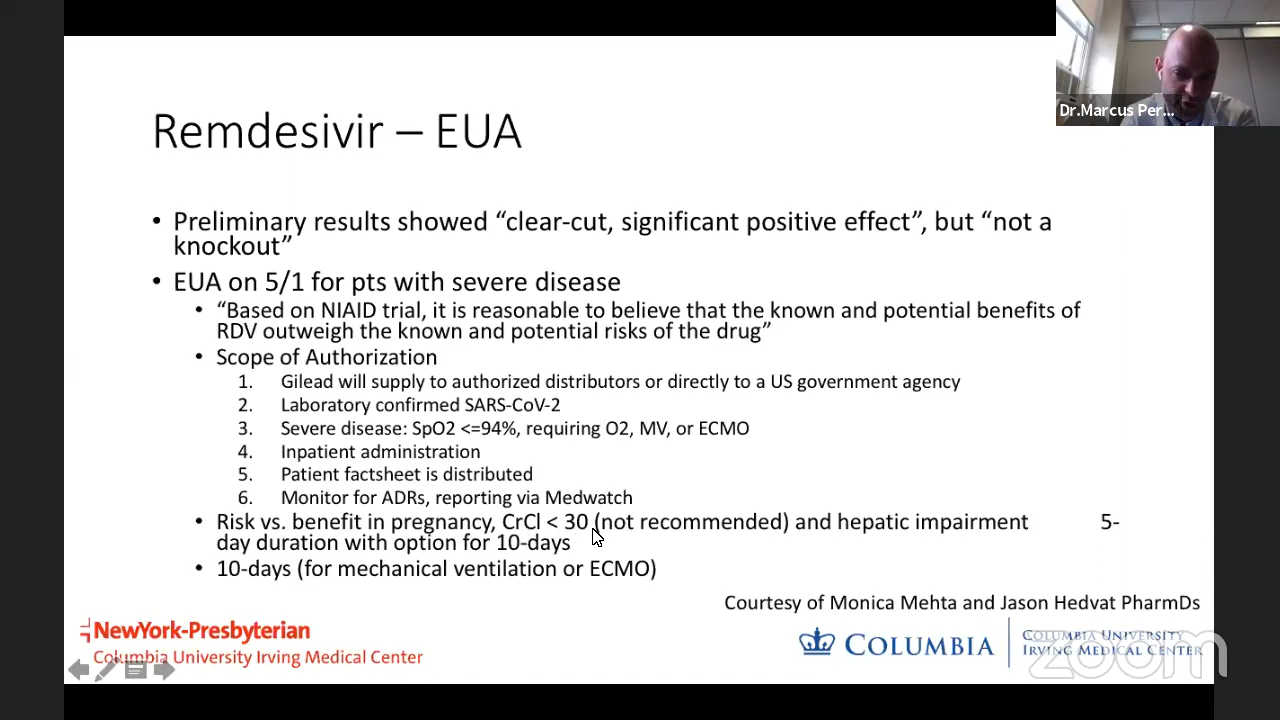 Dr.Marcus Per...
Remdesivir – EUA
• Preliminary results showed “clear-cut, significant positive effect”, but “not a
knockout”
• EUA on 5/1 for pts with severe disease
• “Based on NIAID trial, it is reasonable to believe that the known and potential benefits of
RDV outweigh the known and potential risks of the drug”
• Scope of Authorization
1. Gilead will supply to authorized distributors or directly to a US government agency
2. Laboratory confirmed SARS-CoV-2
3. Severe disease: SpO2 <=94%, requiring O2, MV, or ECMO
4. Inpatient administration
5. Patient factsheet is distributed
6. Monitor for ADRs, reporting via Medwatch
• Risk vs. benefit in pregnancy, CrCl < 30 (not recommended) and hepatic impairment 5-
day duration with option for 10-days
• 10-days (for mechanical ventilation or ECMO)
Courtesy of Monica Mehta and Jason Hedvat PharmDs
NewYork-Presbyterian
Columbia University Irving Medical Center
COLUMBIA
COLUMBIA UNIVERSITY
IRVING MEDICAL CENTER
zoom